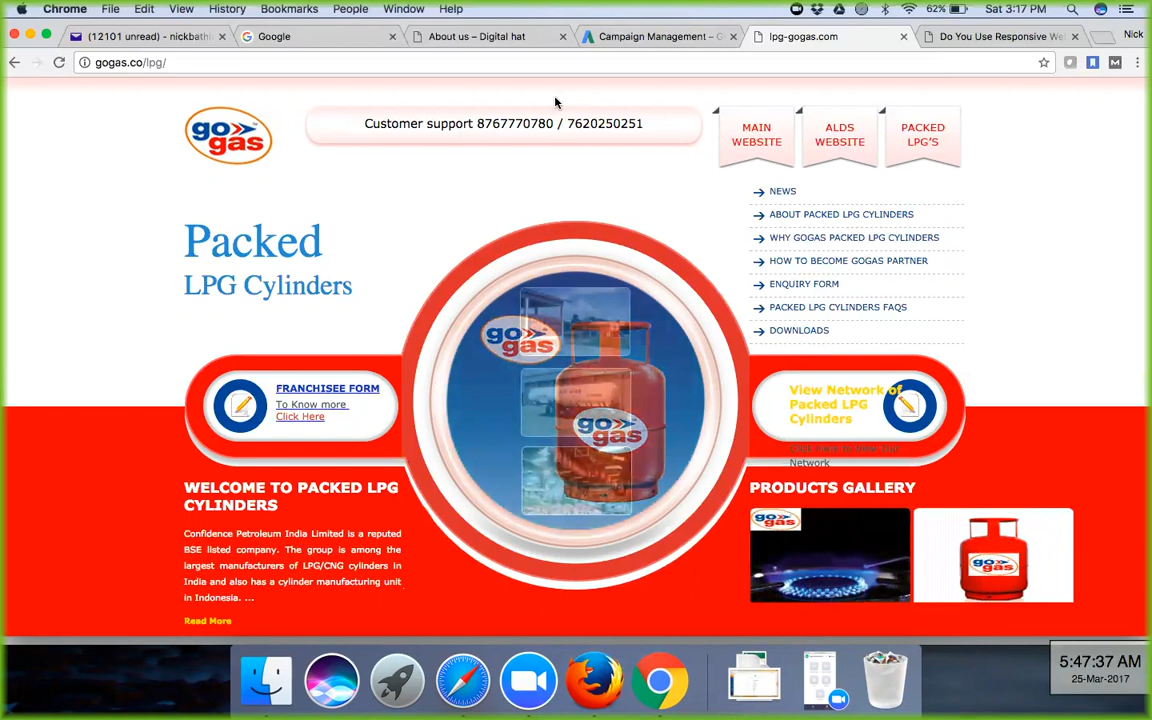 Chrome File Edit View History Bookmarks People Window Help 62% Sat 3:17 PM
(12101 unread) - nickbathl Google About us – Digital hat Campaign Management – G lpg-gogas.com Do You Use Responsive We Nick
gogas.co/lpg/
go gas
Customer support 8767770780 / 7620250251
MAIN WEBSITE
ALDS WEBSITE
PACKED LPG'S
NEWS
ABOUT PACKED LPG CYLINDERS
WHY GOGAS PACKED LPG CYLINDERS
HOW TO BECOME GOGAS PARTNER
ENQUIRY FORM
PACKED LPG CYLINDERS FAQS
DOWNLOADS
Packed
LPG Cylinders
go gas
go gas
FRANCHISEE FORM
To Know more
Click Here
View Network of
Packed LPG
Cylinders
Network
WELCOME TO PACKED LPG
CYLINDERS
Confidence Petroleum India Limited is a reputed
BSE listed company. The group is among the
largest manufacturers of LPG/CNG cylinders in
India and also has a cylinder manufacturing unit
in Indonesia. ...
Read More
PRODUCTS GALLERY
go gas
go gas
5:47:37 AM
25-Mar-2017